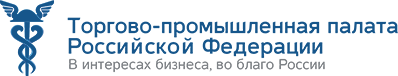 Торгово-промышленная палата
Российской Федерации
В интересах бизнеса, во благо России